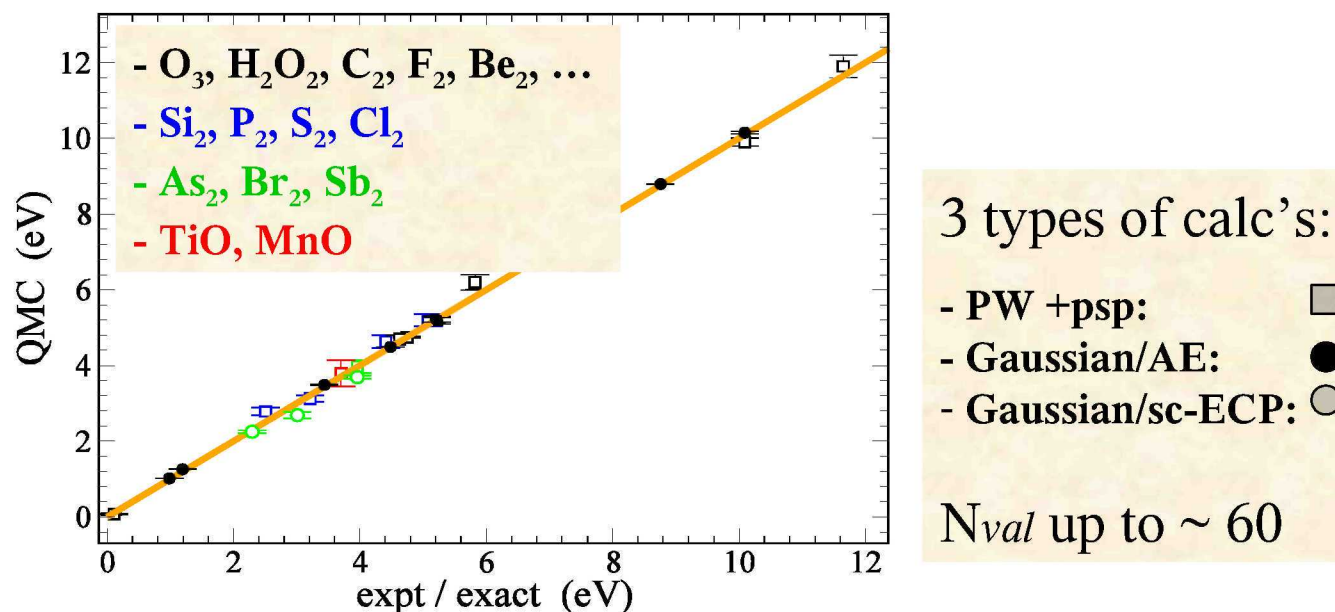 12
10
8
6
4
2
0
QMC (eV)
- O₃, H₂O₂, C₂, F₂, Be₂, ...
- Si₂, P₂, S₂, Cl₂
- As₂, Br₂, Sb₂
- TiO, MnO
0 2 4 6 8 10 12
expt / exact (eV)
3 types of calc's:
- PW +psp:
- Gaussian/AE:
- Gaussian/sc-ECP:
Nval up to ~ 60